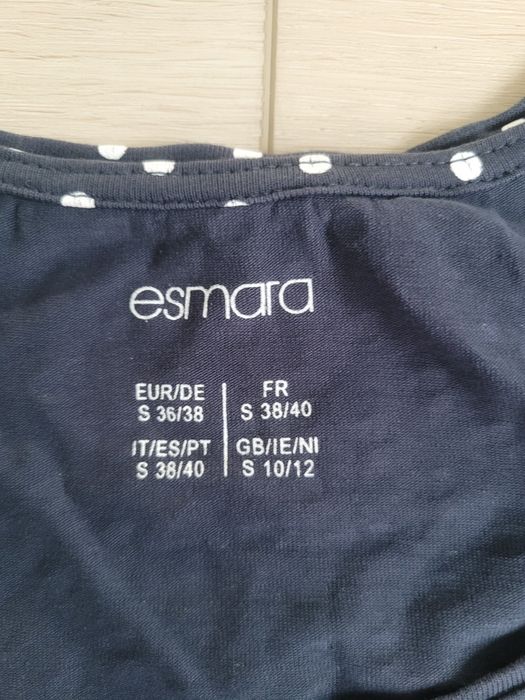 esmara
EUR/DE
S 36/38
FR
S 38/40
IT/ES/PT
S 38/40
GB/IE/NI
S 10/12